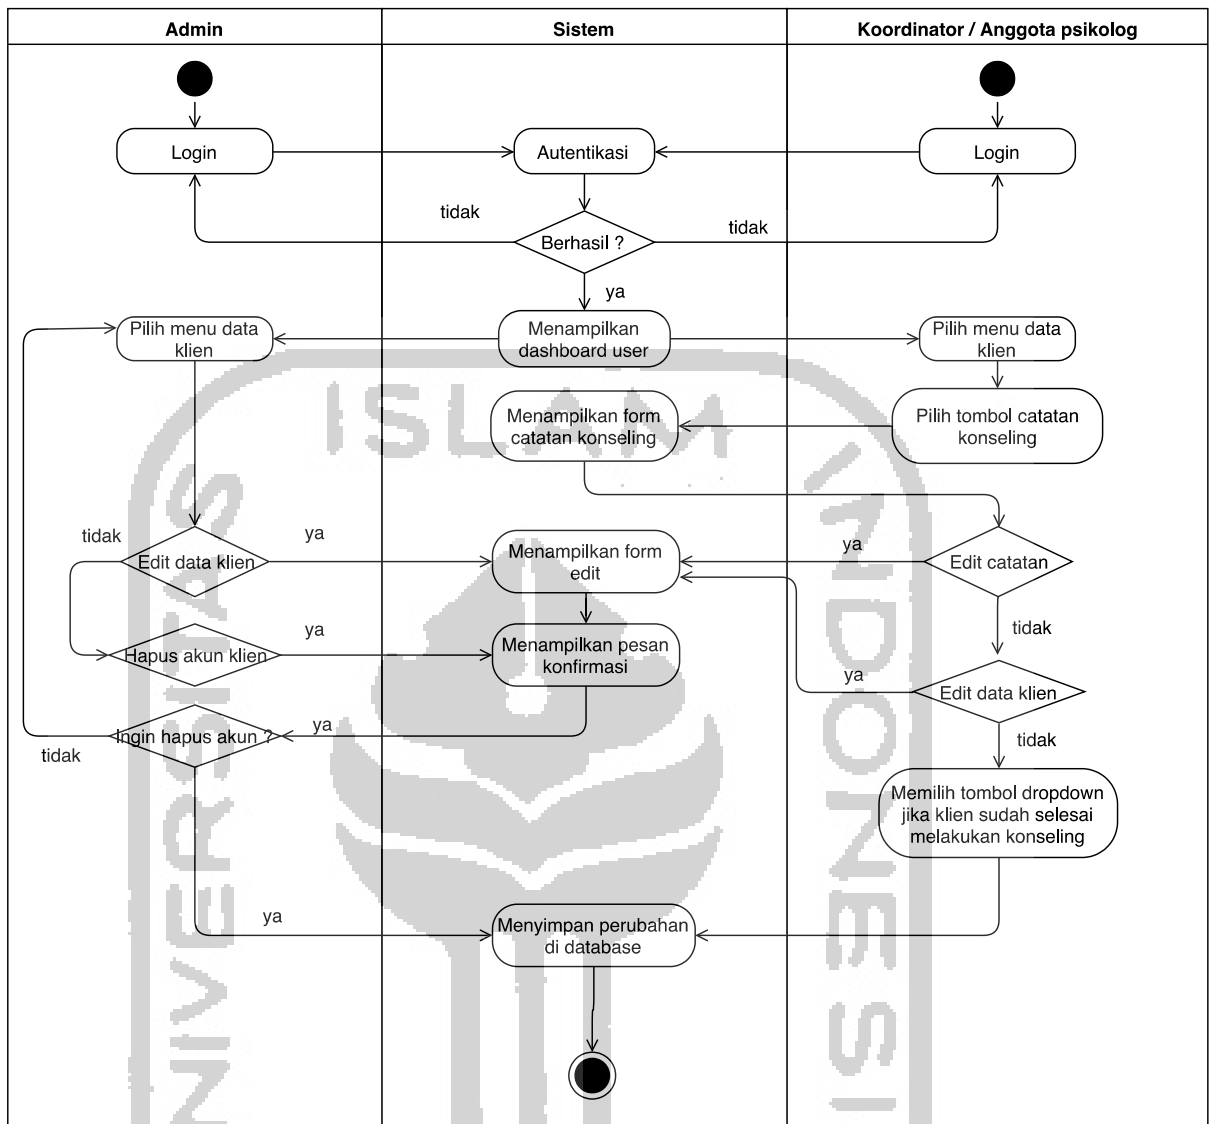 Admin
Sistem
Koordinator / Anggota psikolog
Login
Autentikasi
Login
tidak
tidak
Berhasil ?
ya
Pilih menu data
klien
Menampilkan
dashboard user
Pilih menu data
klien
Menampilkan form
catatan konseling
Pilih tombol catatan
konseling
tidak
ya
Edit data klien
Menampilkan form
edit
ya
Edit catatan
tidak
ya
Hapus akun klien
Menampilkan pesan
konfirmasi
ya
Edit data klien
ya
Ingin hapus akun ?
tidak
tidak
Memilih tombol dropdown
jika klien sudah selesai
melakukan konseling
ya
Menyimpan perubahan
di database
ISLAM
UNIVERSITAS
INDONESI